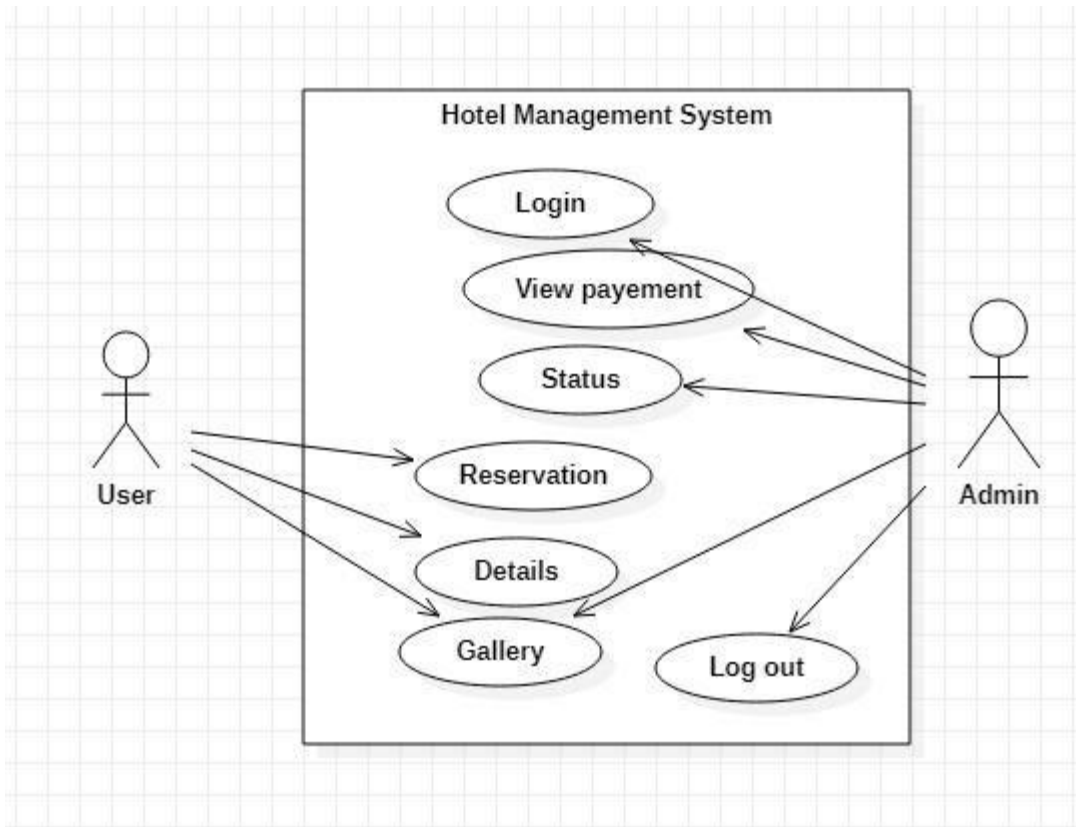 Hotel Management System
Login
View payement
Status
Reservation
Details
Gallery
Log out
User
Admin